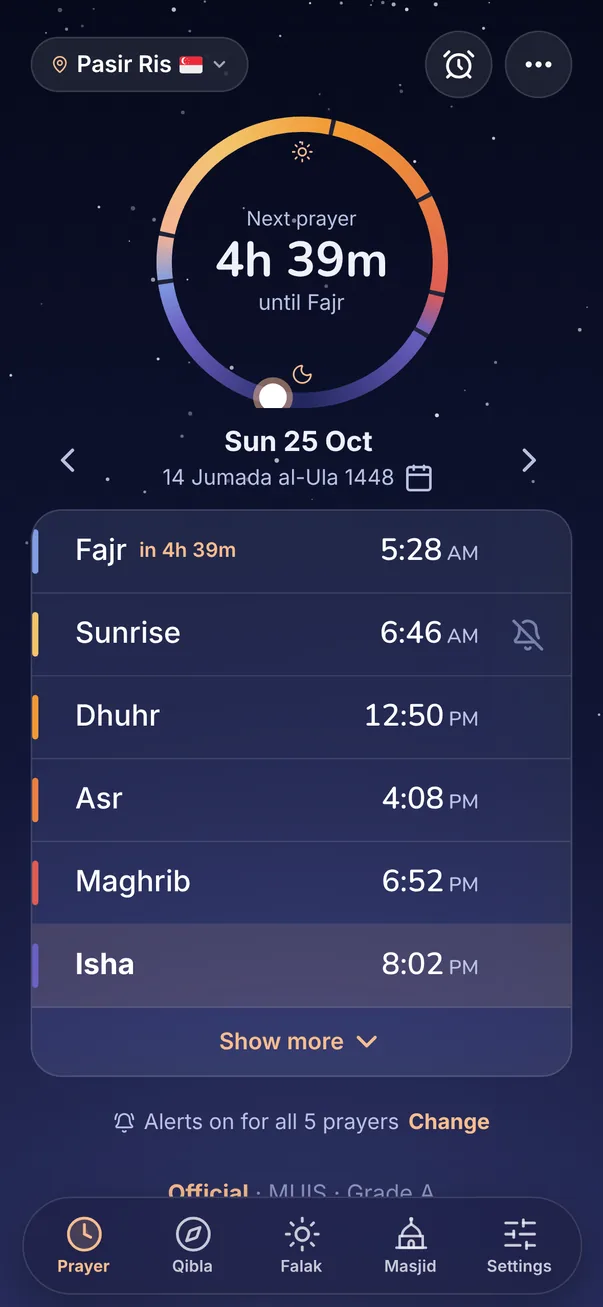 Pasir Ris
Next prayer
4h 39m
until Fajr
Sun 25 Oct
14 Jumada al-Ula 1448
Fajr in 4h 39m 5:28 AM
Sunrise 6:46 AM
Dhuhr 12:50 PM
Asr 4:08 PM
Maghrib 6:52 PM
Isha 8:02 PM
Show more
Alerts on for all 5 prayers Change
Official · MUIS · Grade A
Prayer Qibla Falak Masjid Settings